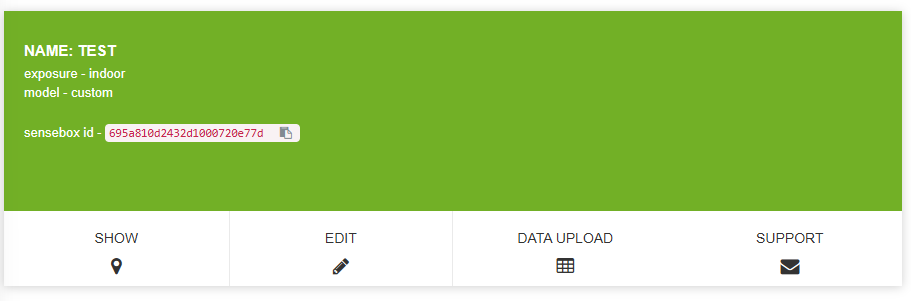 NAME: TEST
exposure - indoor
model - custom
sensebox id - 695a810d2432d1000720e77d
SHOW
EDIT
DATA UPLOAD
SUPPORT